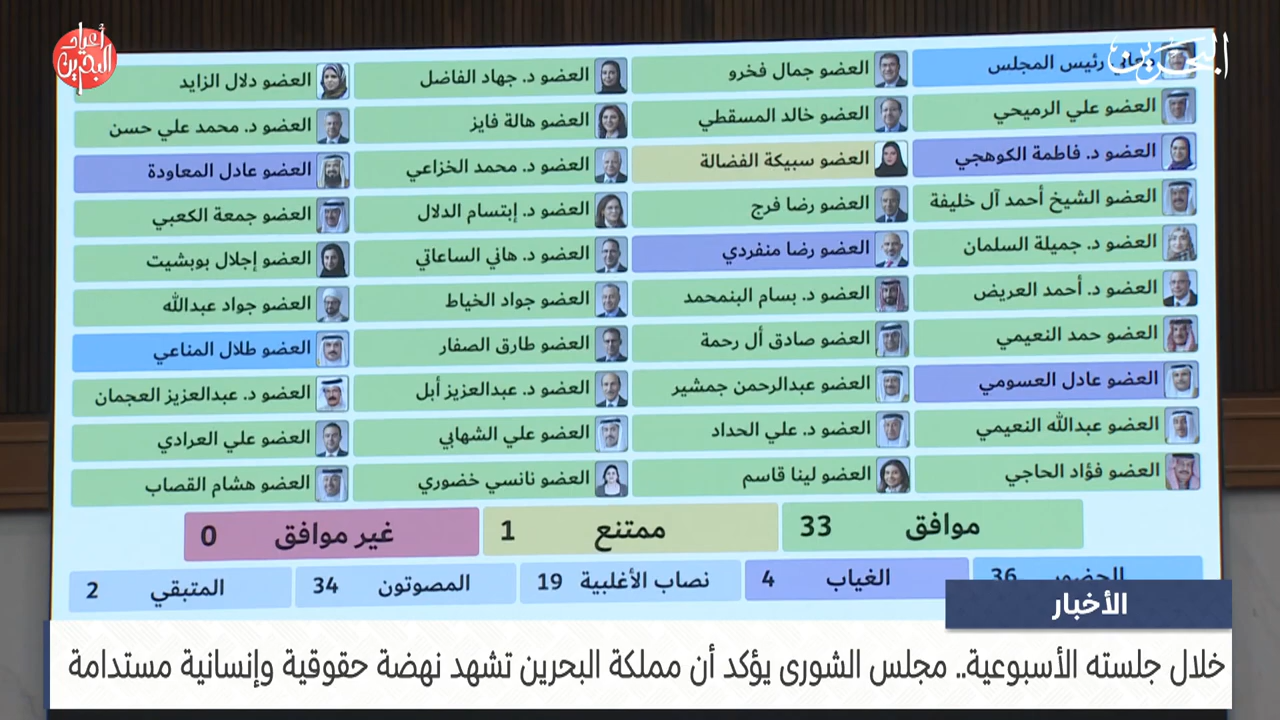 أعياد البحرين
البحرين
معالي رئيس المجلس
العضو جمال فخرو
العضو د. جهاد الفاضل
العضو دلال الزايد
العضو علي الرميحي
العضو خالد المسقطي
العضو هالة فايز
العضو د. محمد علي حسن
العضو د. فاطمة الكوهجي
العضو سبيكة الفضالة
العضو د. محمد الخزاعي
العضو عادل المعاودة
العضو الشيخ أحمد آل خليفة
العضو رضا فرج
العضو د. إبتسام الدلال
العضو جمعة الكعبي
العضو د. جميلة السلمان
العضو رضا منفردي
العضو د. هاني الساعاتي
العضو إجلال بوبشيت
العضو د. أحمد العريض
العضو د. بسام البنمحمد
العضو جواد الخياط
العضو جواد عبدالله
العضو حمد النعيمي
العضو صادق أل رحمة
العضو طارق الصفار
العضو طلال المناعي
العضو عادل العسومي
العضو عبدالرحمن جمشير
العضو د. عبدالعزيز أبل
العضو د. عبدالعزيز العجمان
العضو عبدالله النعيمي
العضو د. علي الحداد
العضو علي الشهابي
العضو علي العرادي
العضو فؤاد الحاجي
العضو لينا قاسم
العضو نانسي خضوري
العضو هشام القصاب
موافق 33
ممتنع 1
غير موافق 0
الحضور 36
الغياب 4
نصاب الأغلبية 19
المصوتون 34
المتبقي 2
الأخبار
خلال جلسته الأسبوعية.. مجلس الشورى يؤكد أن مملكة البحرين تشهد نهضة حقوقية وإنسانية مستدامة